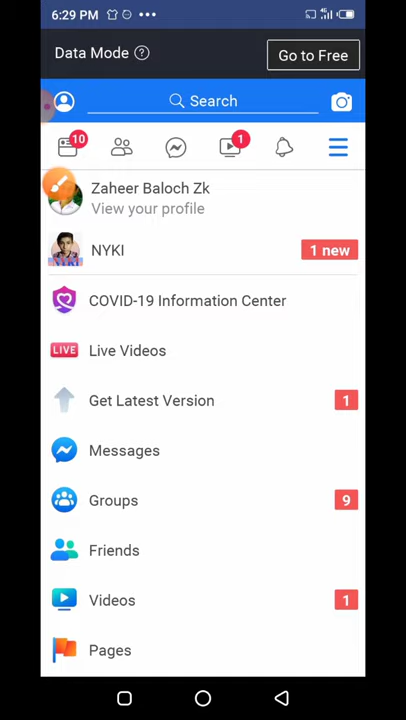 6:29 PM
4G
Data Mode
Go to Free
Search
10
1
Zaheer Baloch Zk
View your profile
NYKI
1 new
COVID-19 Information Center
LIVE
Live Videos
Get Latest Version
1
Messages
Groups
9
Friends
Videos
1
Pages